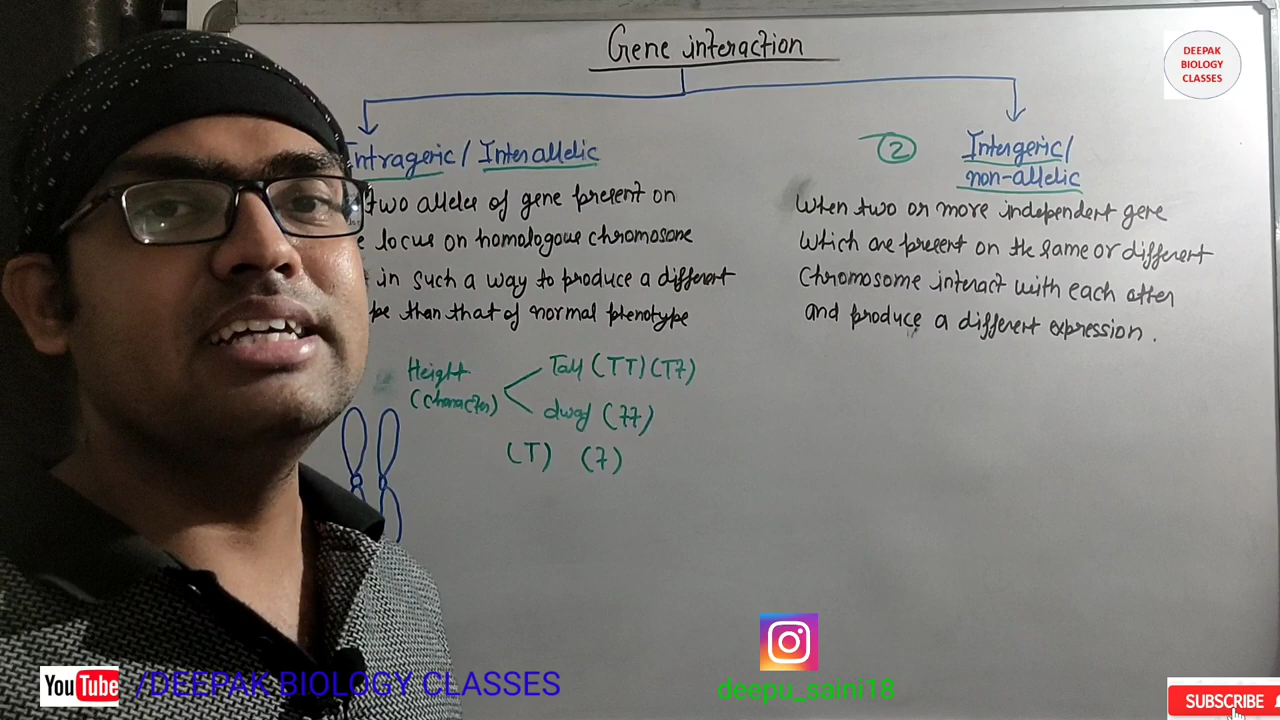 Gene interaction
DEEPAK
BIOLOGY
CLASSES
Intrageric / Interallelic
two alleles of gene present on
locus on homologous chromosome
in such a way to produce a different
pe than that of normal phenotype
Height
(Character)
Tall (TT) (Tt)
dwarf (tt)
(T) (t)
2
Intergeric/
non-allelic
When two or more independent gene
Which are present on the same or different
Chromosome interact with each other
and produce a different expression.
YouTube /DEEPAK BIOLOGY CLASSES
deepu_saini18
SUBSCRIBE